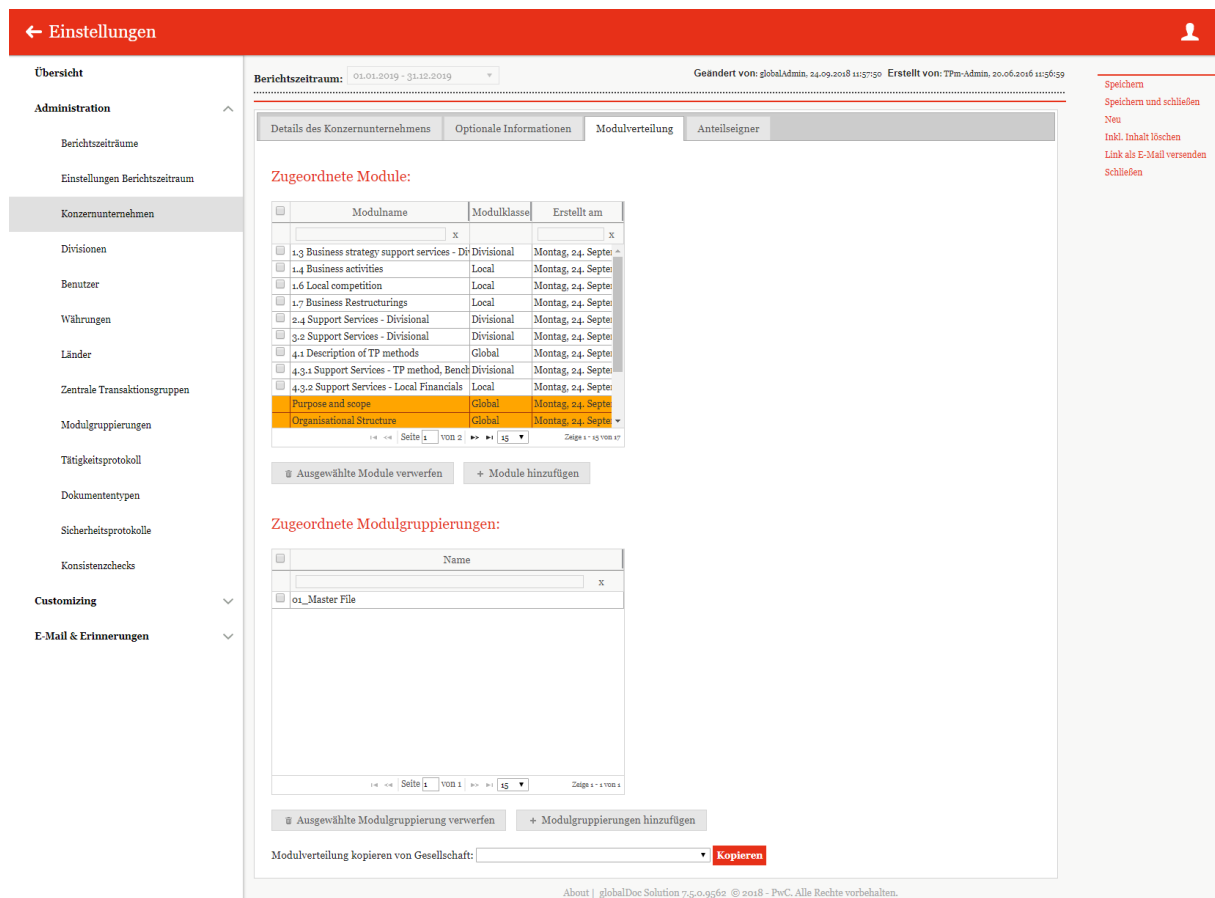 Einstellungen
Übersicht
Administration
Berichtszeiträume
Einstellungen Berichtszeitraum
Konzernunternehmen
Divisionen
Benutzer
Währungen
Länder
Zentrale Transaktionsgruppen
Modulgruppierungen
Tätigkeitsprotokoll
Dokumententypen
Sicherheitsprotokolle
Konsistenzchecks
Customizing
E-Mail & Erinnerungen
Berichtszeitraum: 01.01.2019 - 31.12.2019
Geändert von: globalAdmin, 24.09.2018 11:57:50 Erstellt von: TPm-Admin, 20.06.2016 11:56:59
Details des Konzernunternehmens Optionale Informationen Modulverteilung Anteilseigner
Zugeordnete Module:
Modulname Modulklasse Erstellt am
x x
1.3 Business strategy support services - Div Divisional Montag, 24. Septe
1.4 Business activities Local Montag, 24. Septe
1.6 Local competition Local Montag, 24. Septe
1.7 Business Restructurings Local Montag, 24. Septe
2.4 Support Services - Divisional Divisional Montag, 24. Septe
3.2 Support Services - Divisional Divisional Montag, 24. Septe
4.1 Description of TP methods Global Montag, 24. Septe
4.3.1 Support Services - TP method, Bench Divisional Montag, 24. Septe
4.3.2 Support Services - Local Financials Local Montag, 24. Septe
Purpose and scope Global Montag, 24. Septe
Organisational Structure Global Montag, 24. Septe
Seite 1 von 2 15 Zeige 1 - 15 von 17
Ausgewählte Module verwerfen + Module hinzufügen
Zugeordnete Modulgruppierungen:
Name
x
01_Master File
Seite 1 von 1 15 Zeige 1 - 1 von 1
Ausgewählte Modulgruppierung verwerfen + Modulgruppierungen hinzufügen
Modulverteilung kopieren von Gesellschaft: Kopieren
About | globalDoc Solution 7.5.0.9562 © 2018 - PwC. Alle Rechte vorbehalten.
Speichern
Speichern und schließen
Neu
Inkl. Inhalt löschen
Link als E-Mail versenden
Schließen